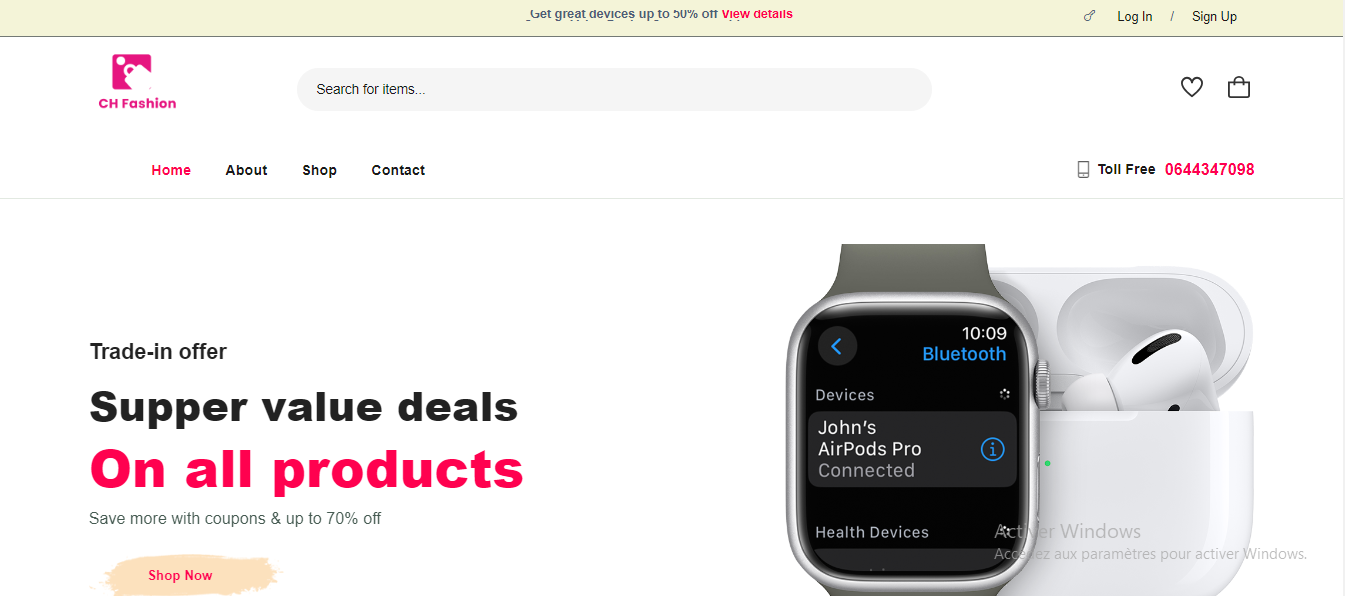 Get great devices up to 50% off View details
Log In / Sign Up
CH Fashion
Search for items...
Home About Shop Contact
Toll Free 0644347098
Trade-in offer
Supper value deals
On all products
Save more with coupons & up to 70% off
Shop Now
10:09
Bluetooth
Devices
John's
AirPods Pro
Connected
Health Devices
Activer Windows
Accédez aux paramètres pour activer Windows.